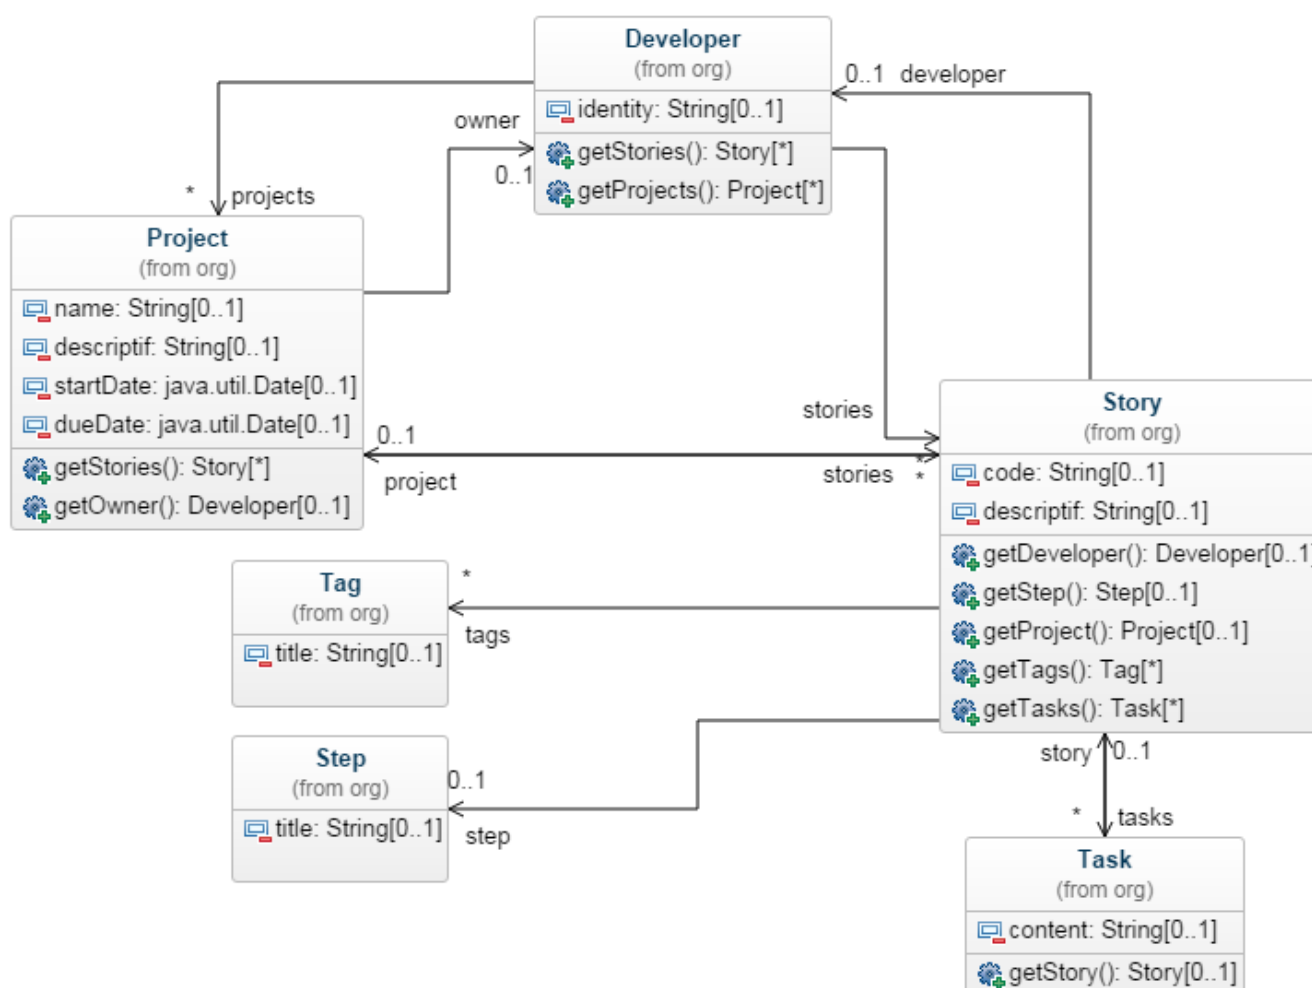 Developer
(from org)
identity: String[0..1]
getStories(): Story[*]
getProjects(): Project[*]
0..1 developer
owner
0..1
* projects
Project
(from org)
name: String[0..1]
descriptif: String[0..1]
startDate: java.util.Date[0..1]
dueDate: java.util.Date[0..1]
getStories(): Story[*]
getOwner(): Developer[0..1]
0..1
project
stories
*
stories *
Story
(from org)
code: String[0..1]
descriptif: String[0..1]
getDeveloper(): Developer[0..1]
getStep(): Step[0..1]
getProject(): Project[0..1]
getTags(): Tag[*]
getTasks(): Task[*]
Tag
(from org)
title: String[0..1]
*
tags
Step
(from org)
title: String[0..1]
0..1
step
story 0..1
* tasks
Task
(from org)
content: String[0..1]
getStory(): Story[0..1]